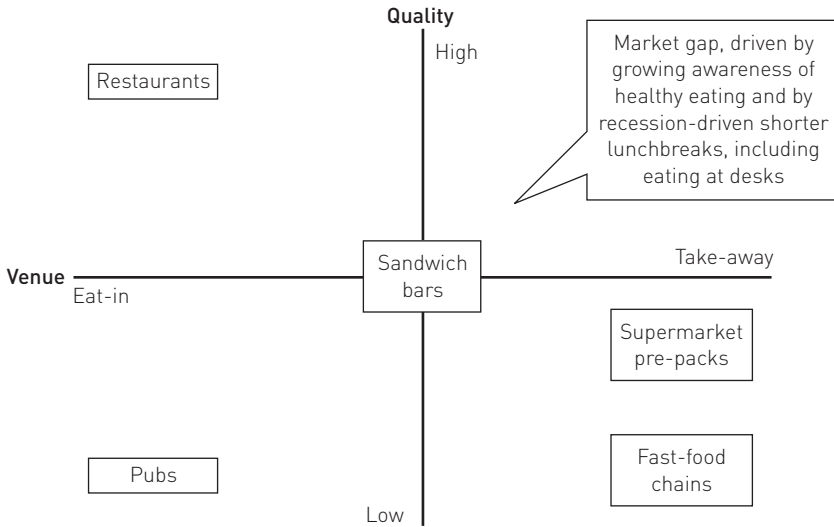 Quality
High
Restaurants
Market gap, driven by
growing awareness of
healthy eating and by
recession-driven shorter
lunchbreaks, including
eating at desks
Venue
Eat-in
Sandwich
bars
Take-away
Supermarket
pre-packs
Pubs
Fast-food
chains
Low